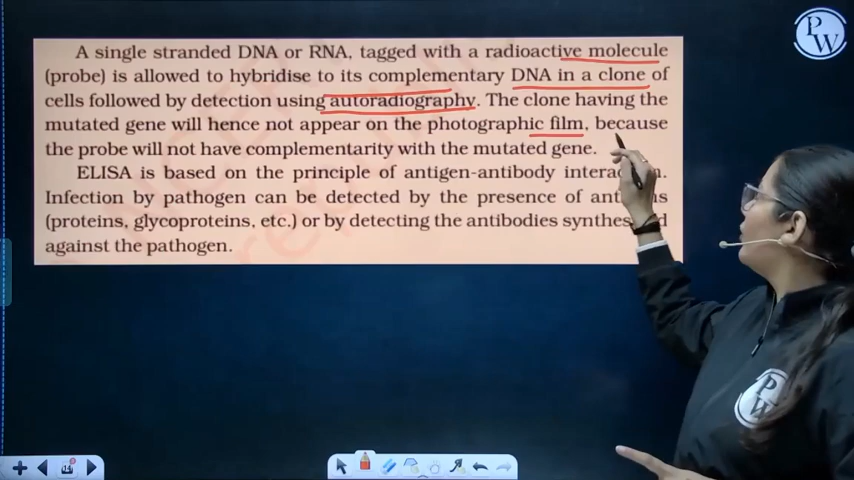 A single stranded DNA or RNA, tagged with a radioactive molecule
(probe) is allowed to hybridise to its complementary DNA in a clone of
cells followed by detection using autoradiography. The clone having the
mutated gene will hence not appear on the photographic film, because
the probe will not have complementarity with the mutated gene.
ELISA is based on the principle of antigen-antibody
Infection by pathogen can be detected by the presence of
(proteins, glycoproteins, etc.) or by detecting the antibodies
against the pathogen.
PW
PW